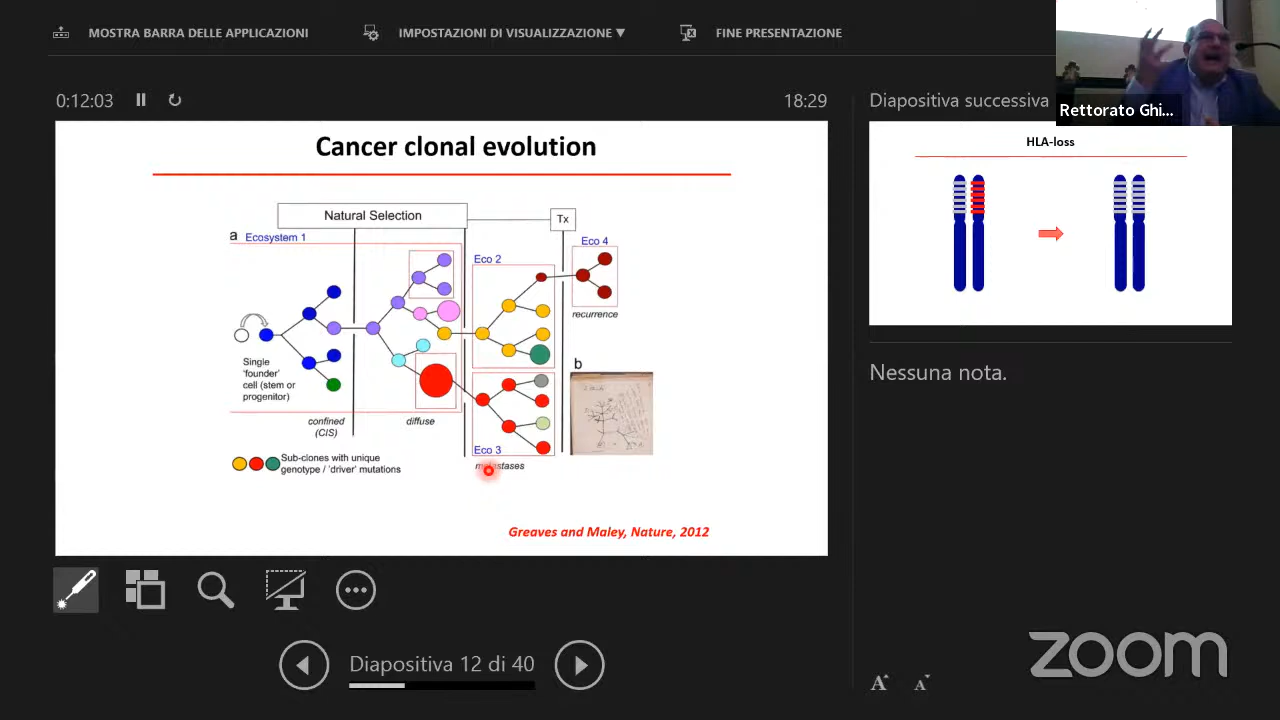 MOSTRA BARRA DELLE APPLICAZIONI
IMPOSTAZIONI DI VISUALIZZAZIONE ▼
FINE PRESENTAZIONE
0:12:03
18:29
Diapositiva successiva
Rettorato Ghi...
Cancer clonal evolution
Natural Selection
Tx
a
Ecosystem 1
Eco 2
Eco 4
recurrence
b
Single
'founder'
cell (stem or
progenitor)
confined
(CIS)
diffuse
Eco 3
metastases
Sub-clones with unique
genotype / 'driver' mutations
Greaves and Maley, Nature, 2012
HLA-loss
Nessuna nota.
Diapositiva 12 di 40
A A
zoom